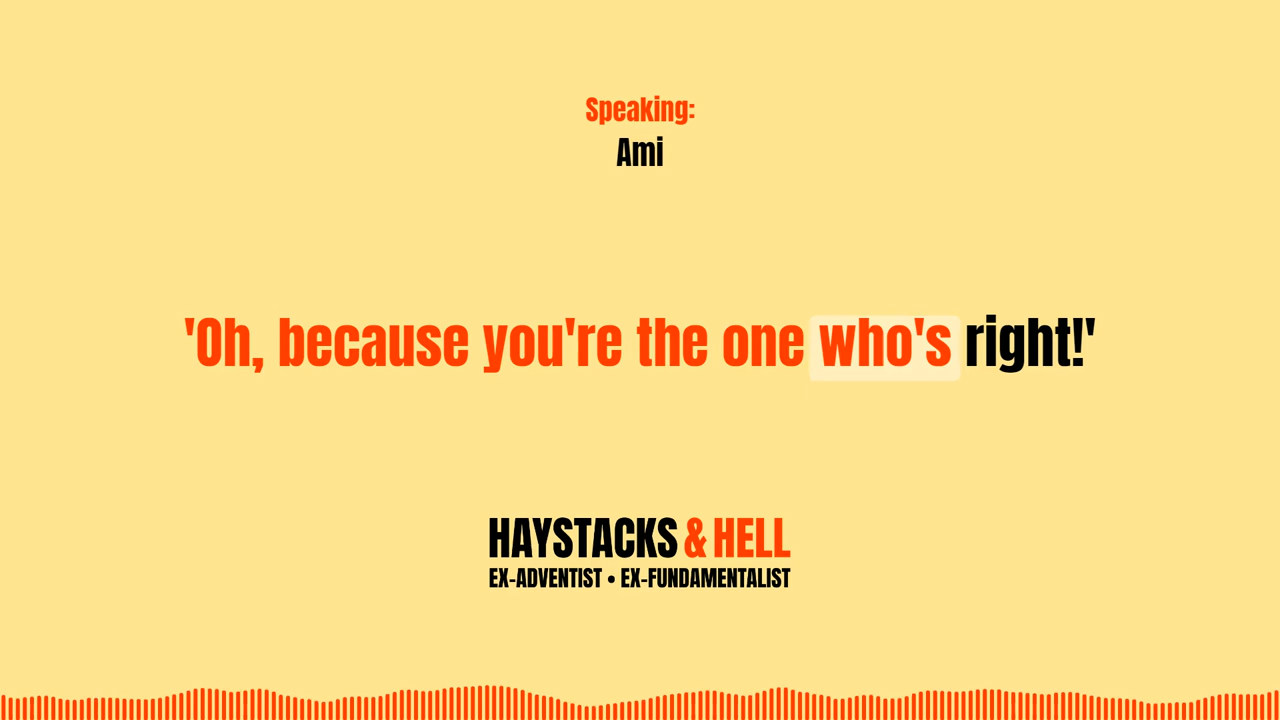 Speaking:
Ami
'Oh, because you're the one who's right!'
HAYSTACKS & HELL
EX-ADVENTIST • EX-FUNDAMENTALIST